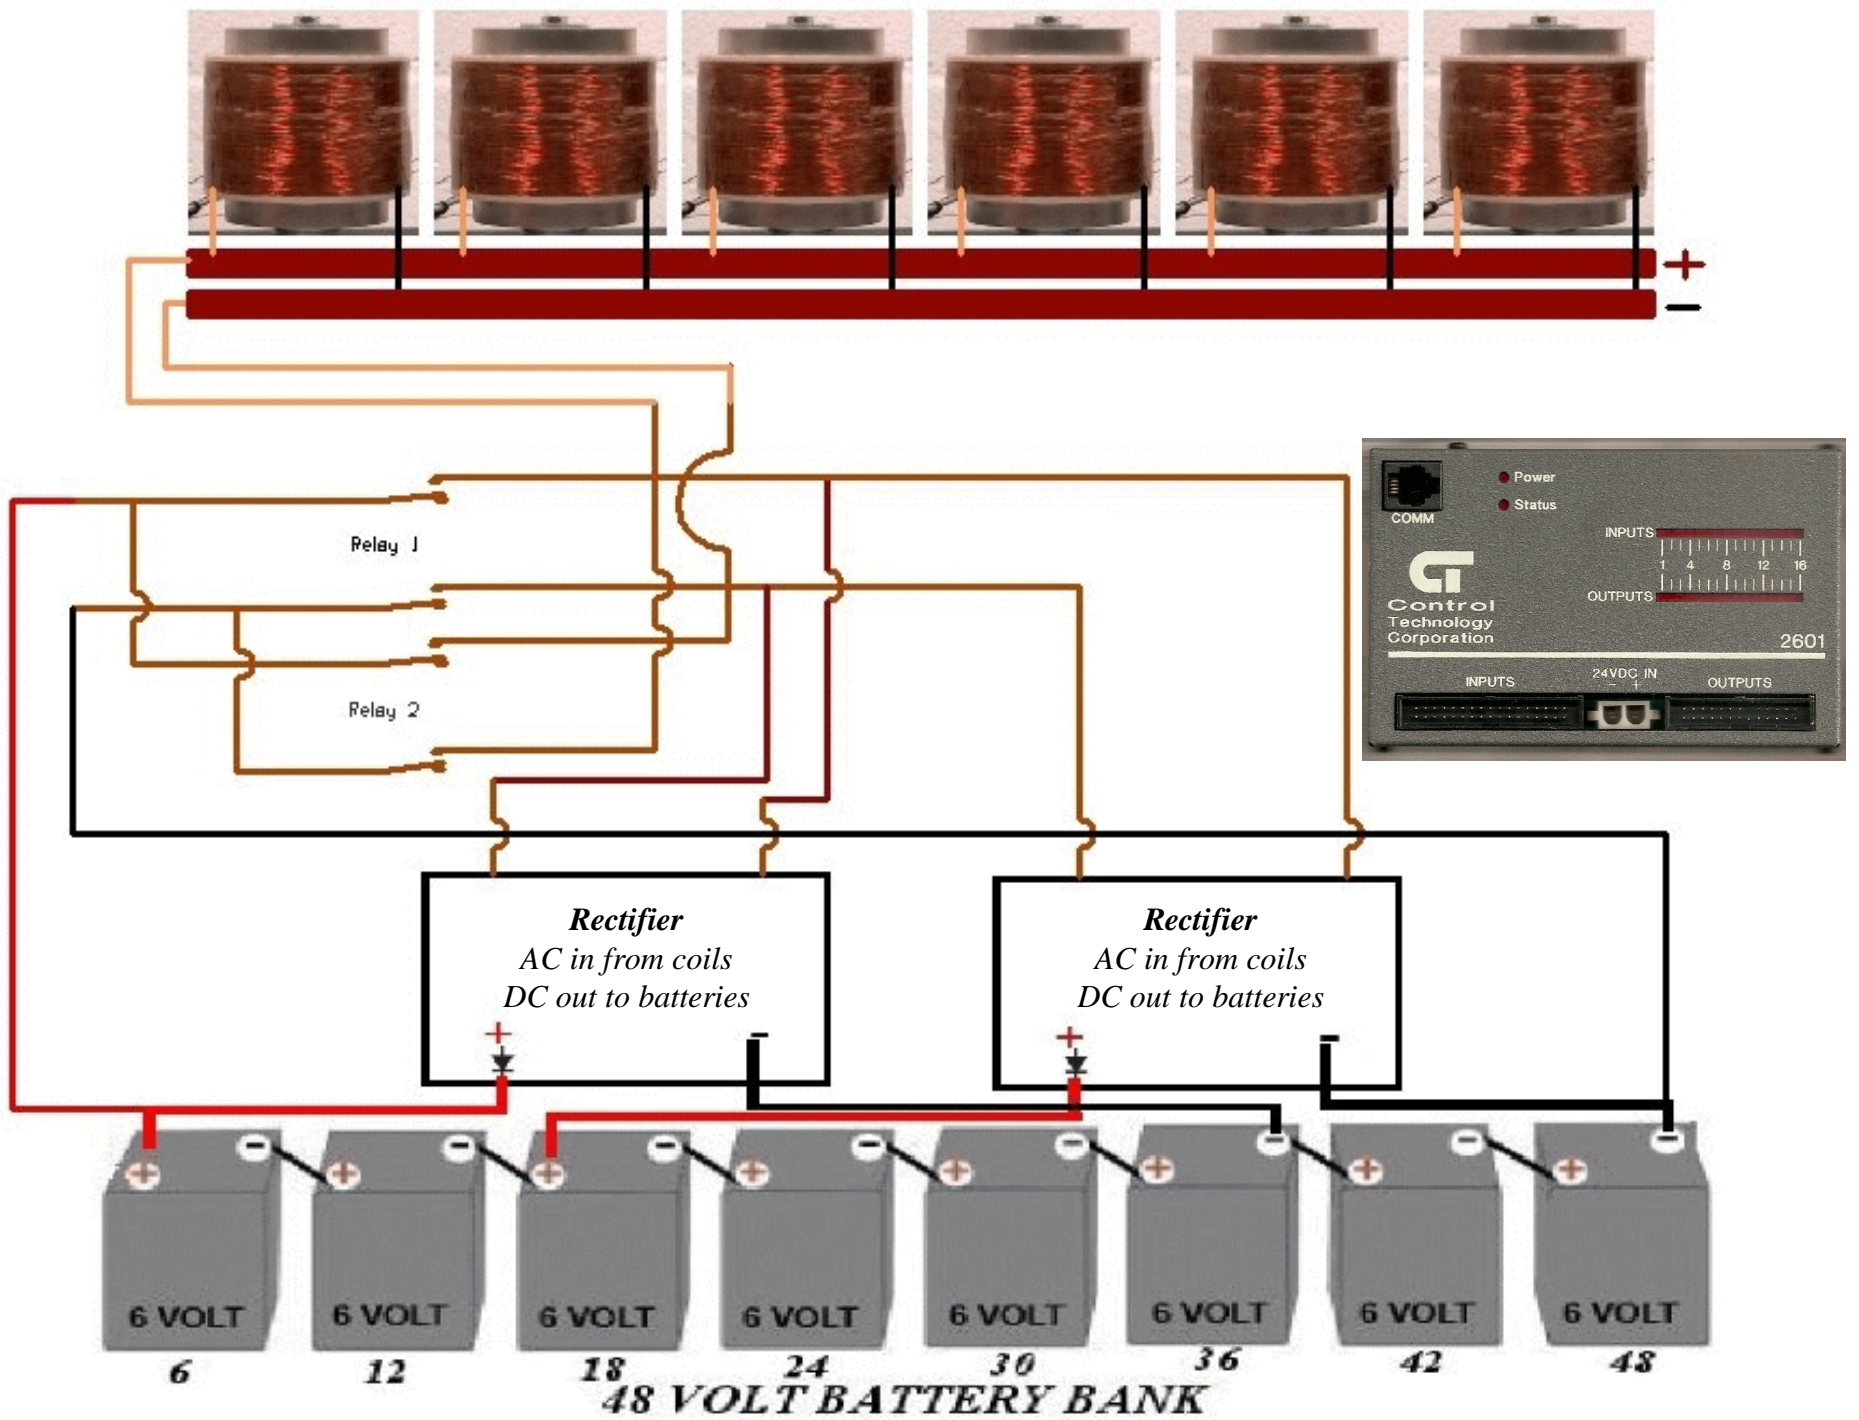 +
−
Relay 1
Relay 2
Power
Status
COMM
INPUTS
1 4 8 12 16
OUTPUTS
CT
Control
Technology
Corporation
2601
24VDC IN
− +
INPUTS
OUTPUTS
Rectifier
AC in from coils
DC out to batteries
+ −
Rectifier
AC in from coils
DC out to batteries
+ −
+ − + − + − + − + − + − + − + −
6 VOLT 6 VOLT 6 VOLT 6 VOLT 6 VOLT 6 VOLT 6 VOLT 6 VOLT
6 12 18 24 30 36 42 48
48 VOLT BATTERY BANK